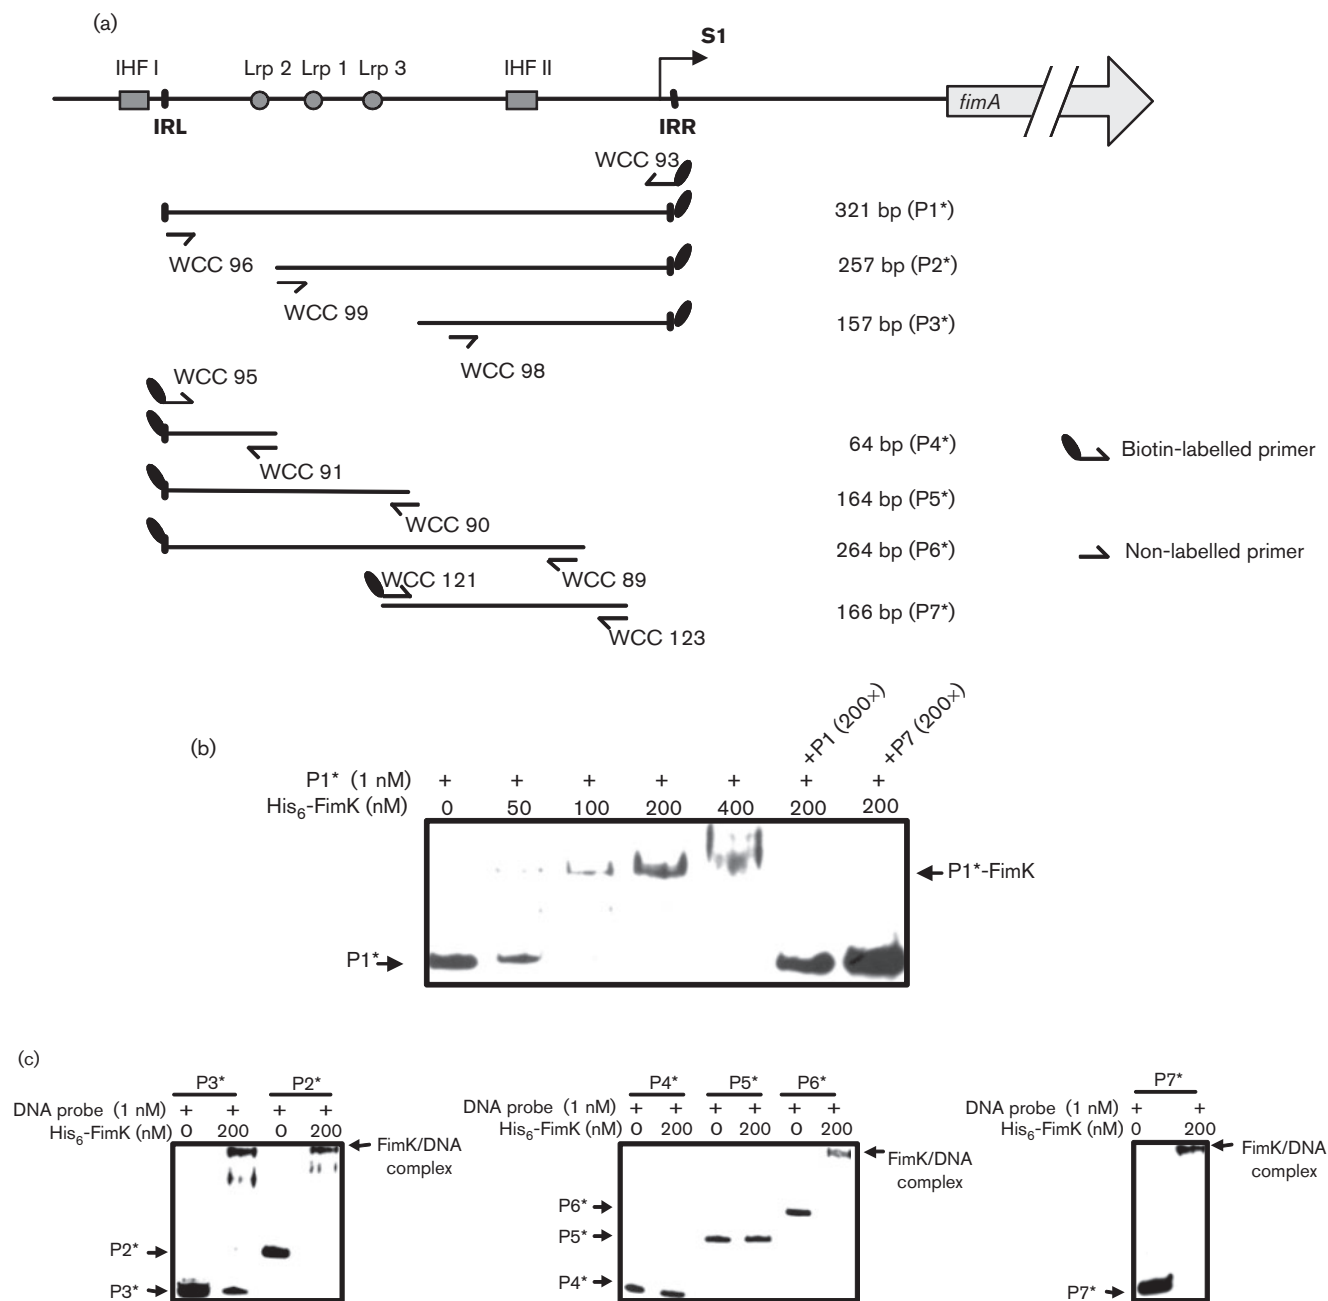 (a)
S1
IHF I
Lrp 2
Lrp 1
Lrp 3
IHF II
fimA
IRL
IRR
WCC 93
321 bp (P1*)
WCC 96
257 bp (P2*)
WCC 99
157 bp (P3*)
WCC 98
WCC 95
64 bp (P4*)
Biotin-labelled primer
WCC 91
164 bp (P5*)
WCC 90
264 bp (P6*)
Non-labelled primer
WCC 89
WCC 121
166 bp (P7*)
WCC 123
(b)
+P1 (200×)
+P7 (200×)
P1* (1 nM) + + + + + + +
His6-FimK (nM) 0 50 100 200 400 200 200
P1*-FimK
P1*
(c)
P3* P2*
DNA probe (1 nM) + + + +
His6-FimK (nM) 0 200 0 200
FimK/DNA
complex
P2*
P3*
P4* P5* P6*
DNA probe (1 nM) + + + + + +
His6-FimK (nM) 0 200 0 200 0 200
FimK/DNA
complex
P6*
P5*
P4*
P7*
DNA probe (1 nM) + +
His6-FimK (nM) 0 200
FimK/DNA
complex
P7*